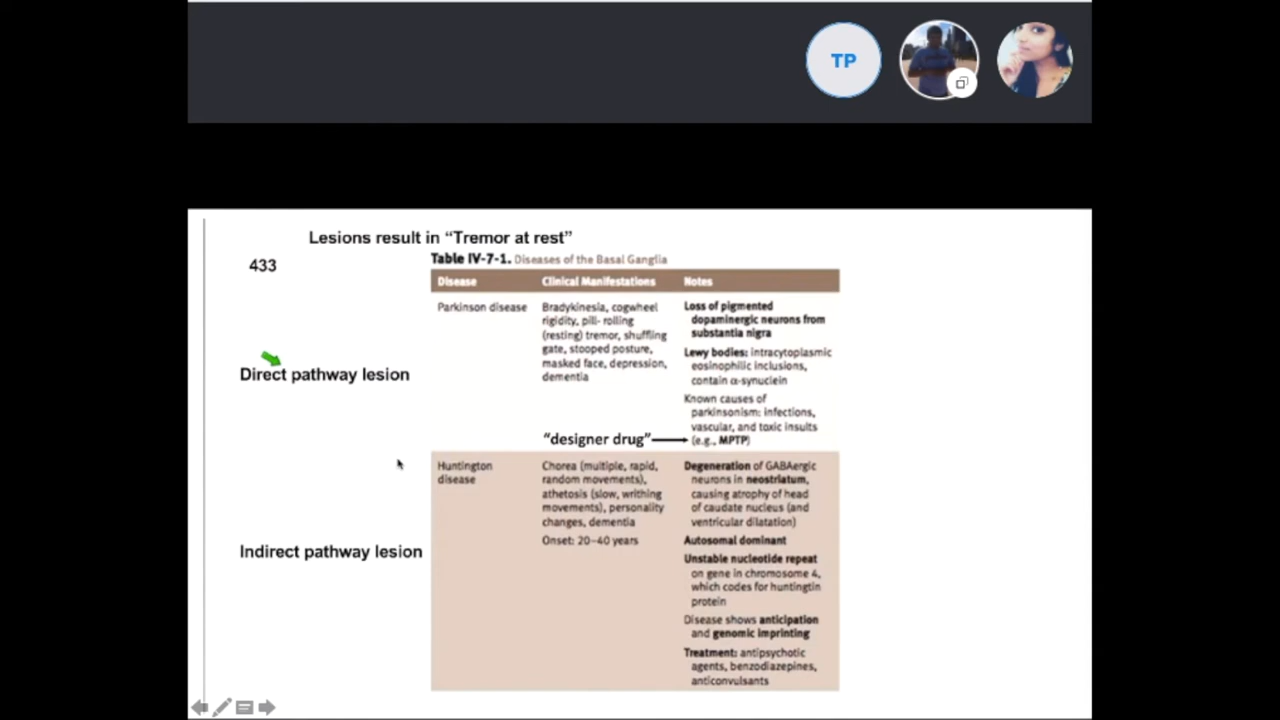 TP
Lesions result in “Tremor at rest”
433
Table IV-7-1. Diseases of the Basal Ganglia
Disease Clinical Manifestations Notes
Direct pathway lesion
Parkinson disease
Bradykinesia, cogwheel
rigidity, pill- rolling
(resting) tremor, shuffling
gate, stooped posture,
masked face, depression,
dementia
Loss of pigmented
dopaminergic neurons from
substantia nigra
Lewy bodies: intracytoplasmic
eosinophilic inclusions,
contain α-synuclein
Known causes of
parkinsonism: infections,
vascular, and toxic insults
“designer drug”
(e.g., MPTP)
Indirect pathway lesion
Huntington
disease
Chorea (multiple, rapid,
random movements),
athetosis (slow, writhing
movements), personality
changes, dementia
Onset: 20–40 years
Degeneration of GABAergic
neurons in neostriatum,
causing atrophy of head
of caudate nucleus (and
ventricular dilatation)
Autosomal dominant
Unstable nucleotide repeat
on gene in chromosome 4,
which codes for huntingtin
protein
Disease shows anticipation
and genomic imprinting
Treatment: antipsychotic
agents, benzodiazepines,
anticonvulsants